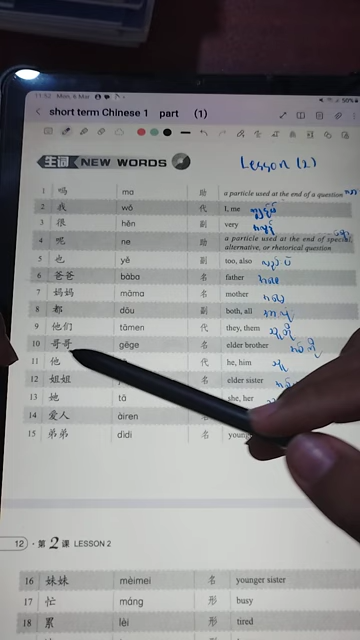 11:52 Mon, 6 Mar
50%
short term Chinese 1 part (1)
生词 NEW WORDS
Lesson (2)
1 吗 ma 助 a particle used at the end of a question
2 我 wǒ 代 I, me
3 很 hěn 副 very
4 呢 ne 助 a particle used at the end of special, alternative, or rhetorical question
5 也 yě 副 too, also
6 爸爸 bàba 名 father
7 妈妈 māma 名 mother
8 都 dōu 副 both, all
9 他们 tāmen 代 they, them
10 哥哥 gēge 名 elder brother
11 他 代 he, him
12 姐姐 名 elder sister
13 她 tā she, her
14 爱人 àiren 名
15 弟弟 dìdi 名
12 · 第2课 LESSON 2
16 妹妹 mèimei 名 younger sister
17 忙 máng 形 busy
18 累 lèi 形 tired